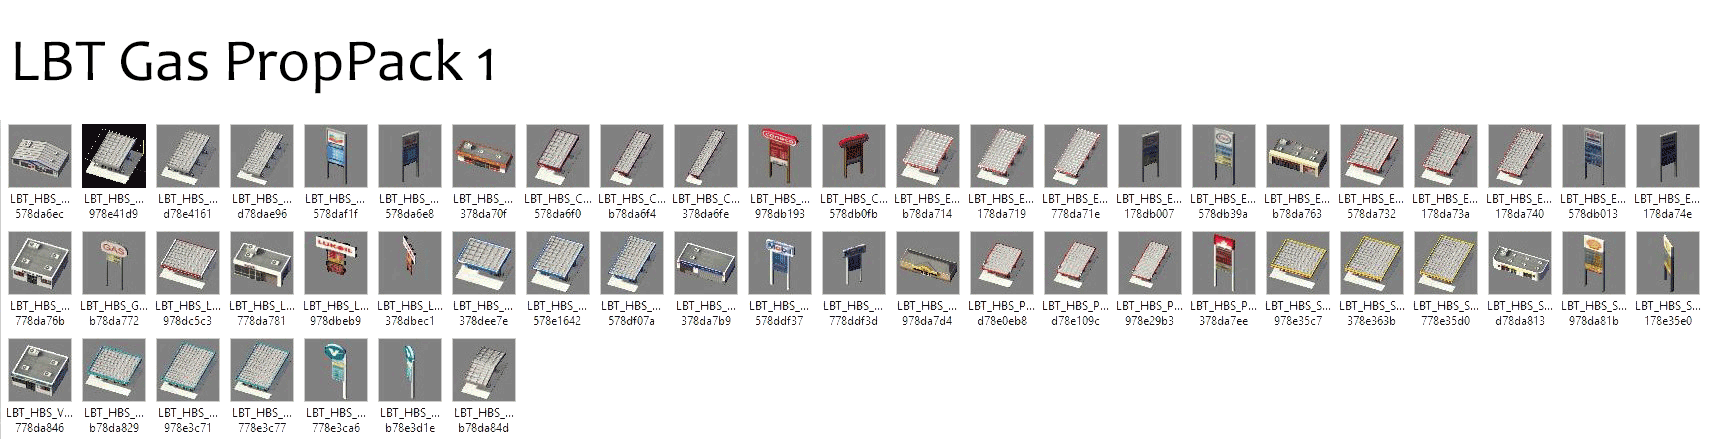 LBT Gas PropPack 1
LBT_HBS_... LBT_HBS_... LBT_HBS_... LBT_HBS_... LBT_HBS_... LBT_HBS_... LBT_HBS_... LBT_HBS_C... LBT_HBS_C... LBT_HBS_C... LBT_HBS_C... LBT_HBS_C... LBT_HBS_E... LBT_HBS_E... LBT_HBS_E... LBT_HBS_E... LBT_HBS_E... LBT_HBS_E... LBT_HBS_E... LBT_HBS_E... LBT_HBS_E... LBT_HBS_E... LBT_HBS_E...
578da6ec 978e41d9 d78e4161 d78dae96 578daf1f 578da6e8 378da70f 578da6f0 b78da6f4 378da6fe 978db193 578db0fb b78da714 178da719 778da71e 178db007 578db39a b78da763 578da732 178da73a 178da740 578db013 178da74e
GAS LUKOIL Mobil
LBT_HBS_... LBT_HBS_G... LBT_HBS_L... LBT_HBS_L... LBT_HBS_L... LBT_HBS_L... LBT_HBS_... LBT_HBS_... LBT_HBS_... LBT_HBS_... LBT_HBS_... LBT_HBS_... LBT_HBS_... LBT_HBS_P... LBT_HBS_P... LBT_HBS_P... LBT_HBS_P... LBT_HBS_S... LBT_HBS_S... LBT_HBS_S... LBT_HBS_S... LBT_HBS_S... LBT_HBS_S...
778da76b b78da772 978dc5c3 778da781 978dbeb9 378dbec1 378dee7e 578e1642 578df07a 378da7b9 578ddf37 778ddf3d 978da7d4 d78e0eb8 d78e109c 978e29b3 378da7ee 978e35c7 378e363b 778e35d0 d78da813 978da81b 178e35e0
LBT_HBS_V... LBT_HBS_... LBT_HBS_... LBT_HBS_... LBT_HBS_... LBT_HBS_... LBT_HBS_...
778da846 b78da829 978e3c71 778e3c77 778e3ca6 b78e3d1e b78da84d